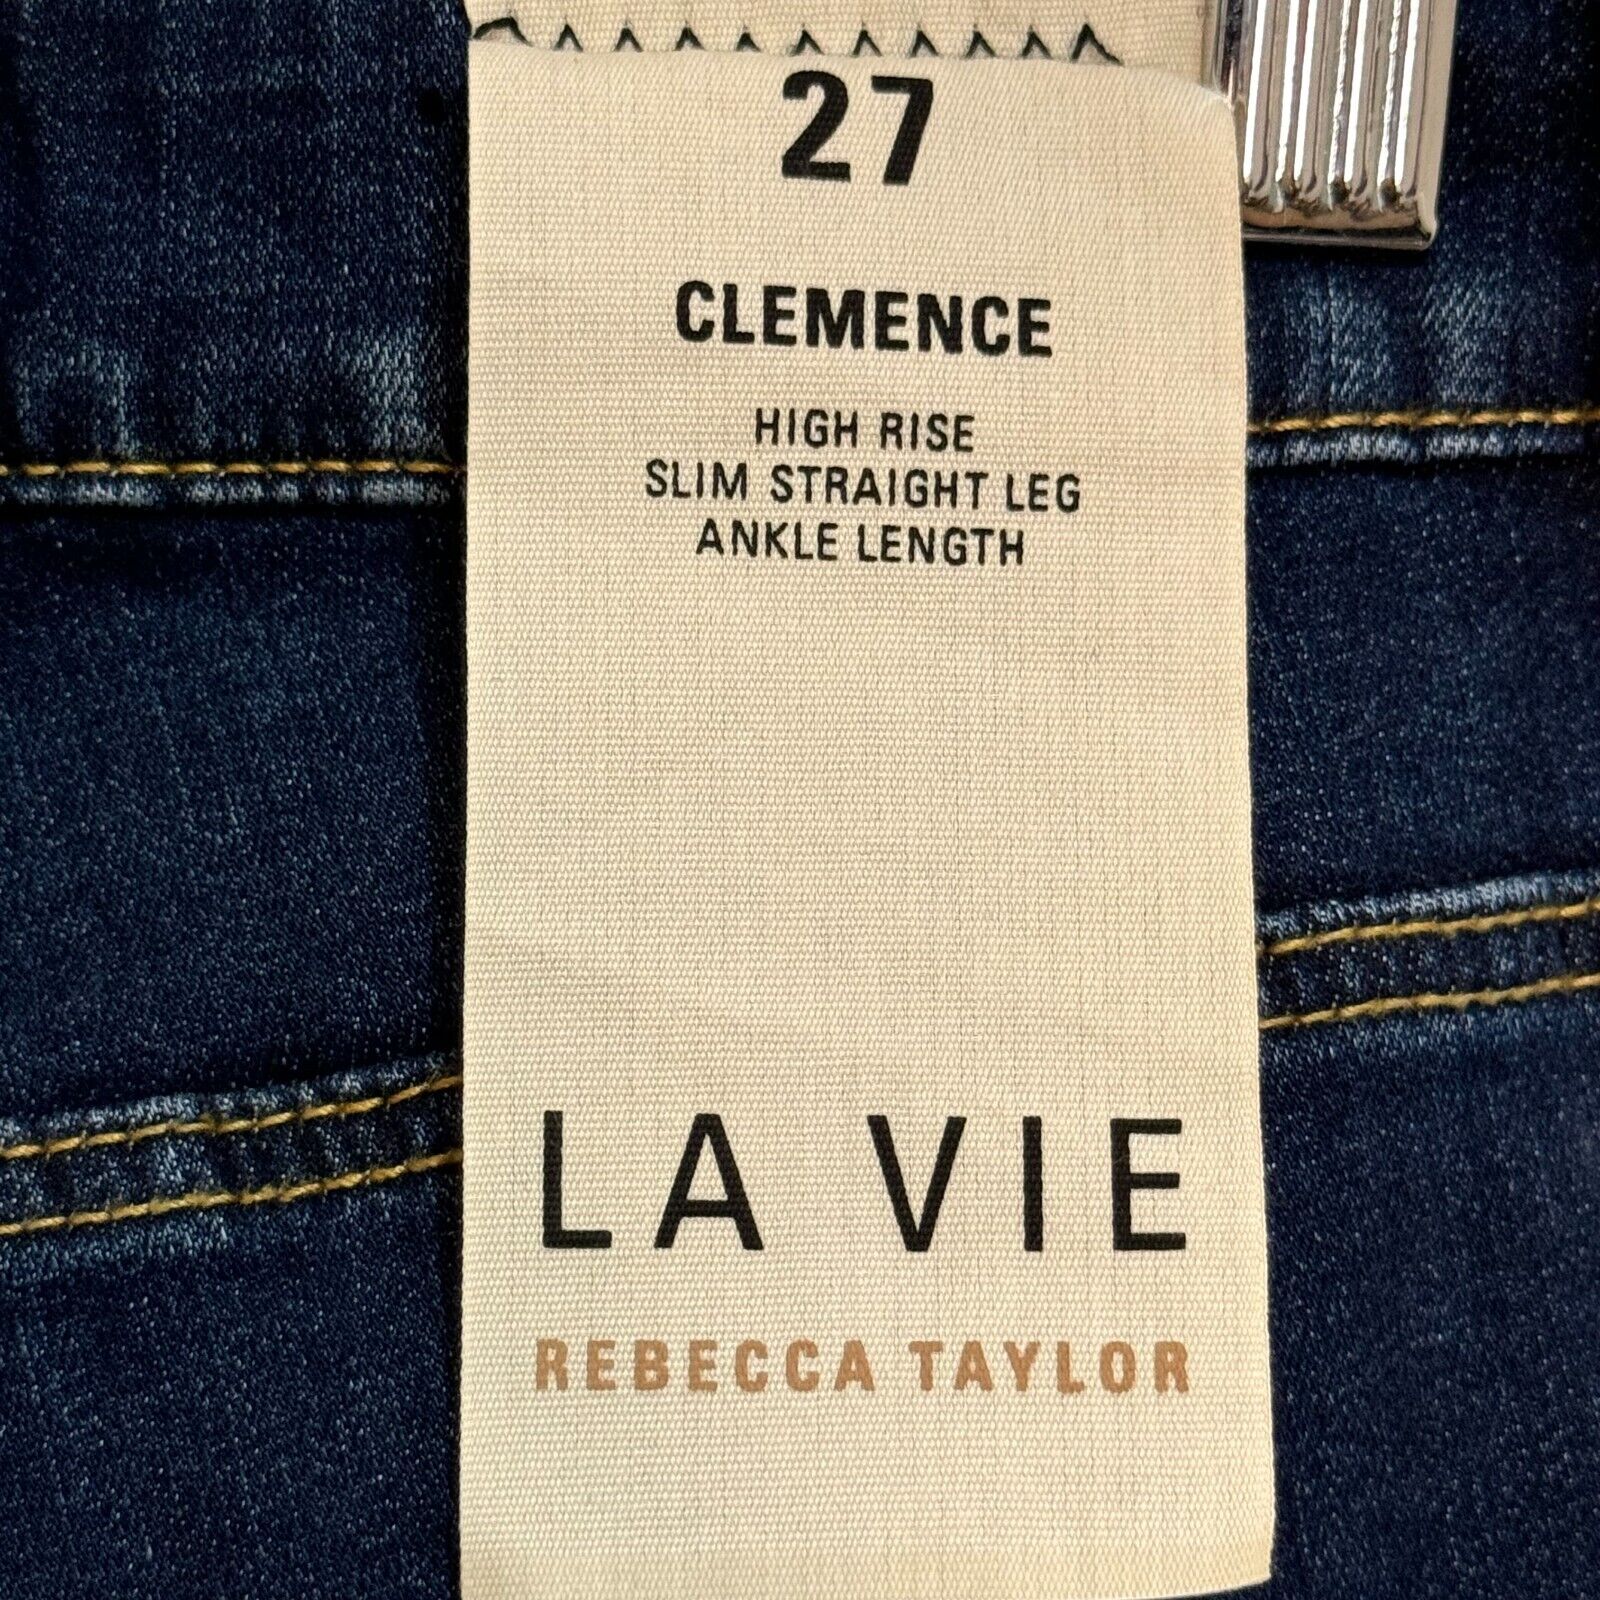 27
CLEMENCE
HIGH RISE
SLIM STRAIGHT LEG
ANKLE LENGTH
LA VIE
REBECCA TAYLOR